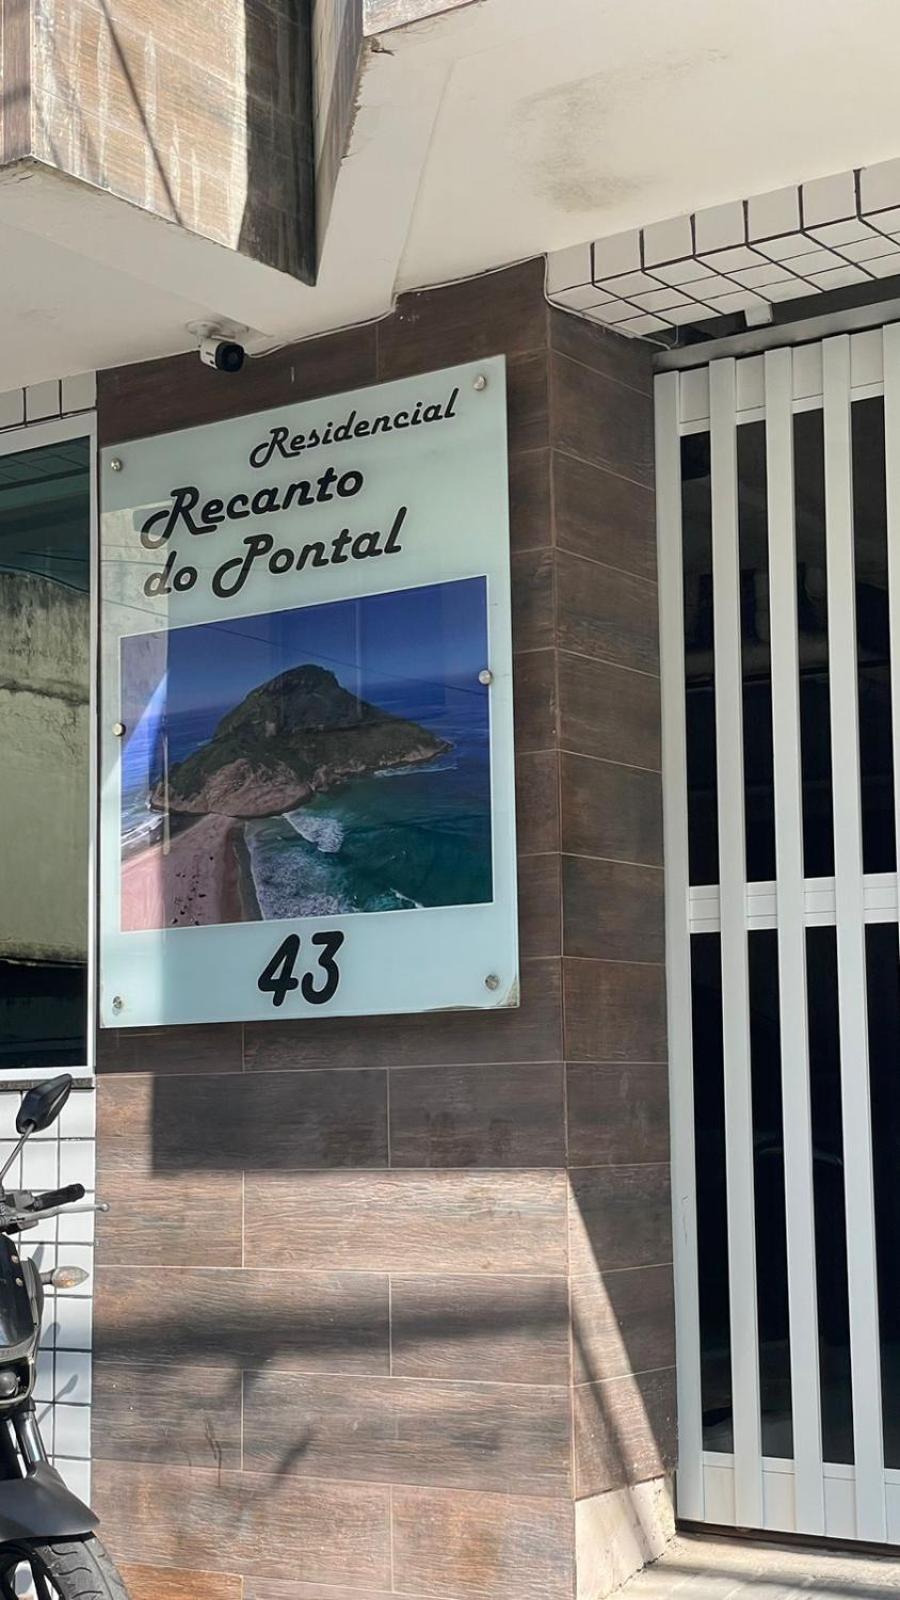 Residencial
Recanto
do Pontal
43